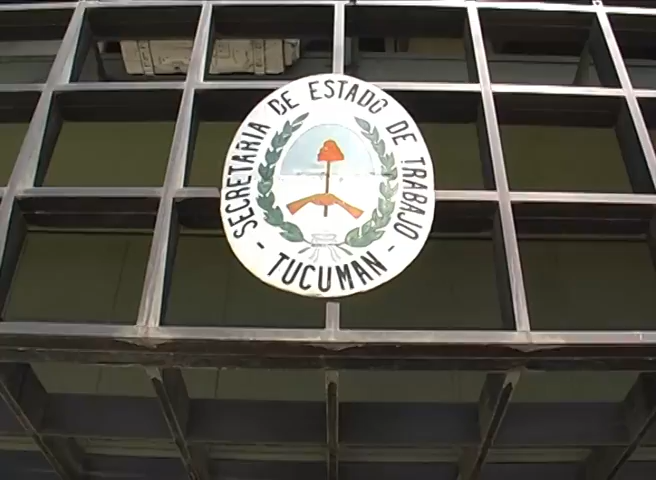 SECRETARIA DE ESTADO DE TRABAJO
- TUCUMAN -